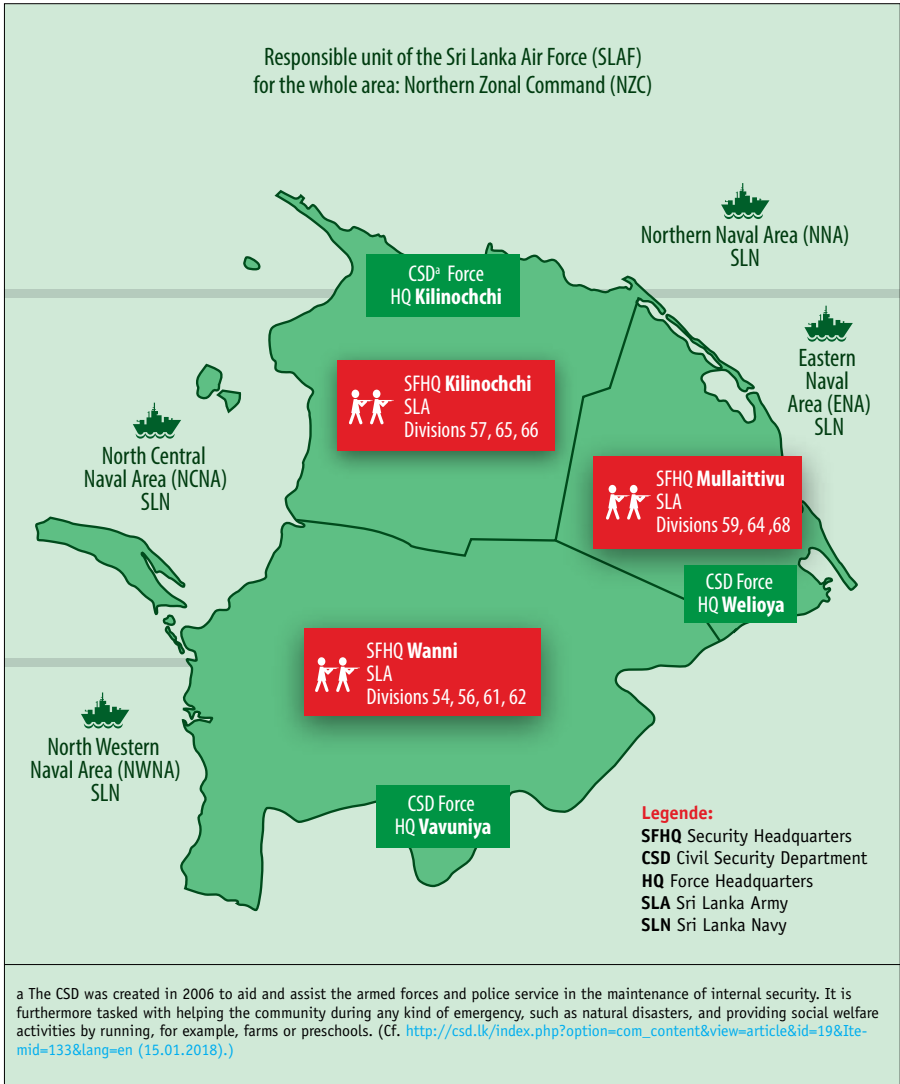 Responsible unit of the Sri Lanka Air Force (SLAF)
for the whole area: Northern Zonal Command (NZC)
Northern Naval Area (NNA)
SLN
CSDᵃ Force
HQ Kilinochchi
Eastern
Naval
Area (ENA)
SLN
SFHQ Kilinochchi
SLA
Divisions 57, 65, 66
North Central
Naval Area (NCNA)
SLN
SFHQ Mullaittivu
SLA
Divisions 59, 64 ,68
CSD Force
HQ Welioya
SFHQ Wanni
SLA
Divisions 54, 56, 61, 62
North Western
Naval Area (NWNA)
SLN
CSD Force
HQ Vavuniya
Legende:
SFHQ Security Headquarters
CSD Civil Security Department
HQ Force Headquarters
SLA Sri Lanka Army
SLN Sri Lanka Navy
a The CSD was created in 2006 to aid and assist the armed forces and police service in the maintenance of internal security. It is
furthermore tasked with helping the community during any kind of emergency, such as natural disasters, and providing social welfare
activities by running, for example, farms or preschools. (Cf. http://csd.lk/index.php?option=com_content&view=article&id=19&Ite-
mid=133&lang=en (15.01.2018).)